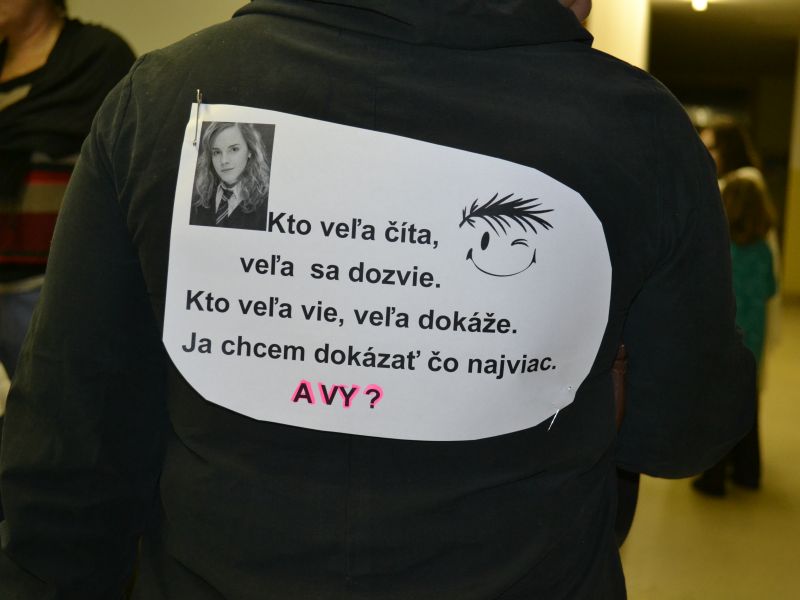 Kto veľa číta,
veľa sa dozvie.
Kto veľa vie, veľa dokáže.
Ja chcem dokázať čo najviac.
A VY ?